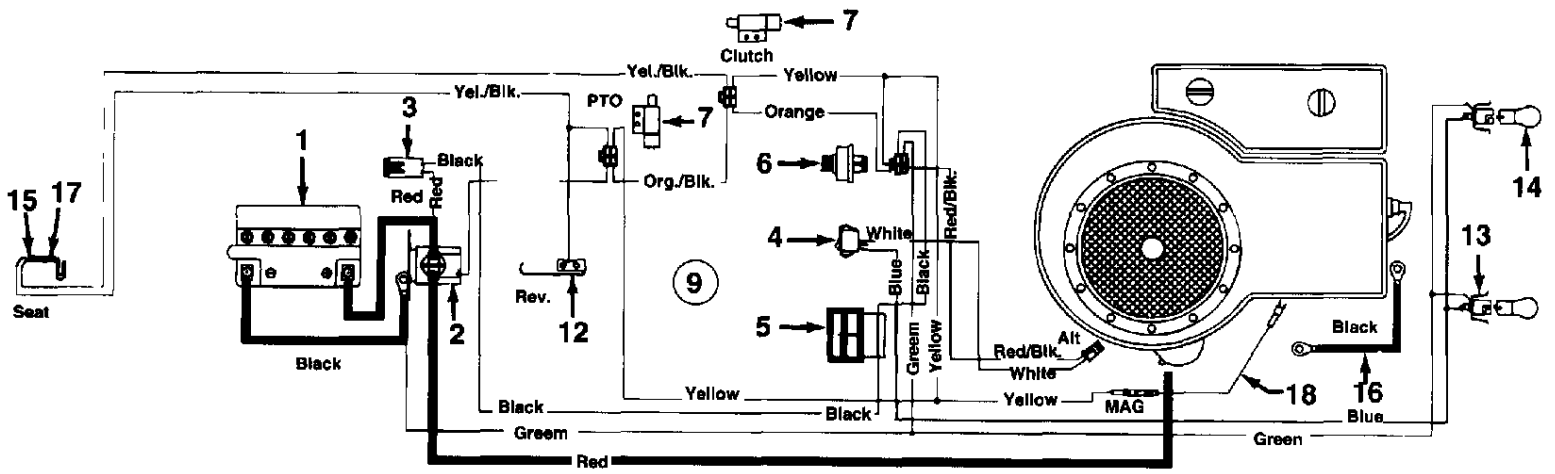 7
Clutch
Yel./Blk.
Yellow
Yel./Blk.
PTO
7
Orange
3
1
Black
6
14
Red
Red
Org./Blk.
Red/Blk.
15
17
4
White
13
Blue
Black
9
Seat
Rev.
2
12
5
Green
Yellow
Alt
Black
Black
Red/Blk.
White
16
18
Yellow
Yellow
MAG
Black
Black
Blue
Greem
Green
Red